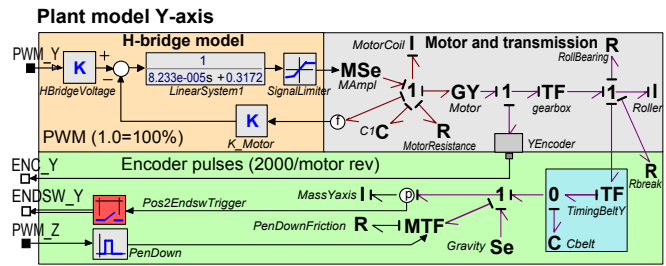 Plant model Y-axis
H-bridge model
Motor and transmission
PWM_Y
K
HBridgeVoltage
+
−
1
8.233e-005s + 0.3172
LinearSystem1
SignalLimiter
MSe
MAmpl
MotorCoil
I
1
GY
Motor
1
TF
gearbox
1
I
Roller
R
RollBearing
K
K_Motor
f
C1
C
R
MotorResistance
YEncoder
R
Rbreak
PWM (1.0=100%)
ENC_Y
Encoder pulses (2000/motor rev)
ENDSW_Y
Pos2EndswTrigger
MassYaxis
I
p
1
0
TF
TimingBeltY
PWM_Z
PenDown
PenDownFriction
R
MTF
Gravity
Se
C
Cbelt